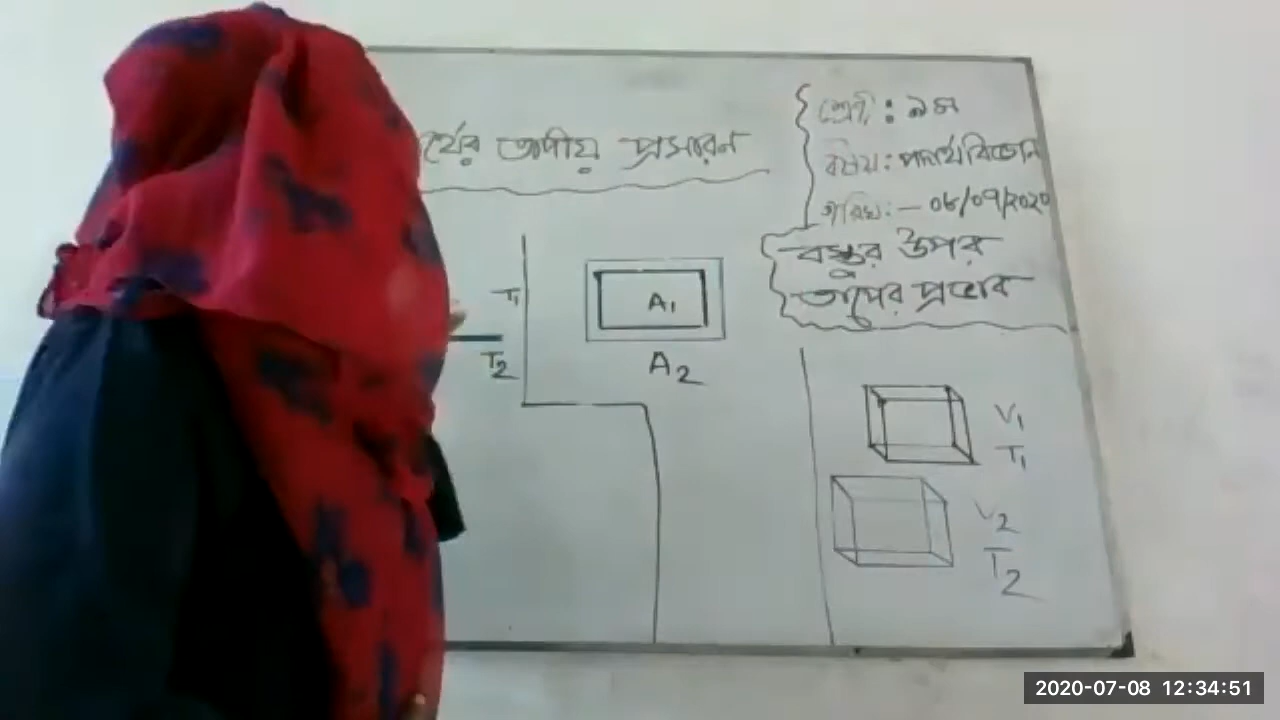 র্থের তাপীয় প্রসারন
শ্রেণী : ৯ম
বিষয় : পদার্থবিজ্ঞান
তারিখ :- ০৮/০৭/২০২০
বস্তুর উপর
তাপের প্রভাব
T₁
T₂
A₁
A₂
V₁
T₁
V₂
T₂
2020-07-08 12:34:51